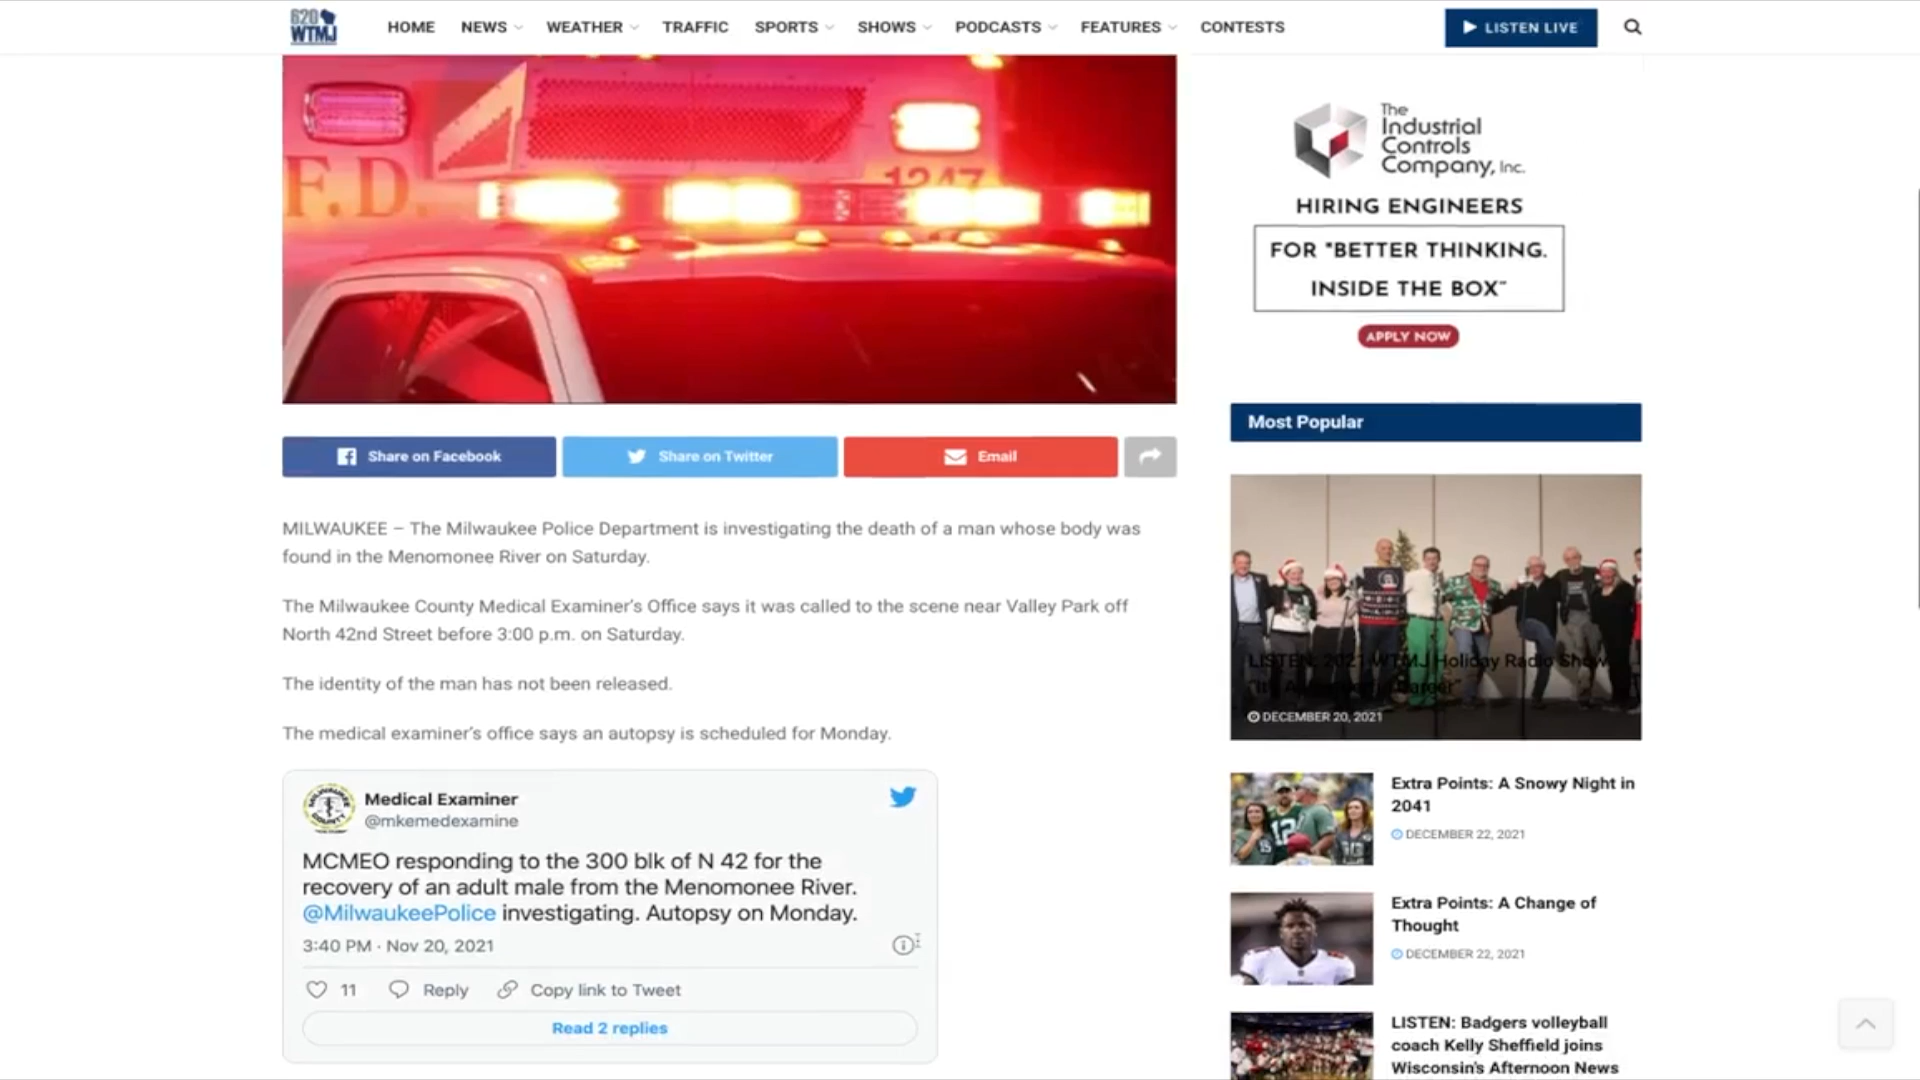 620
WTMJ
HOME NEWS WEATHER TRAFFIC SPORTS SHOWS PODCASTS FEATURES CONTESTS
LISTEN LIVE
F.D.
1247
The
Industrial
Controls
Company, Inc.
HIRING ENGINEERS
FOR "BETTER THINKING.
INSIDE THE BOX"
APPLY NOW
Share on Facebook
Share on Twitter
Email
MILWAUKEE – The Milwaukee Police Department is investigating the death of a man whose body was
found in the Menomonee River on Saturday.
The Milwaukee County Medical Examiner's Office says it was called to the scene near Valley Park off
North 42nd Street before 3:00 p.m. on Saturday.
The identity of the man has not been released.
The medical examiner's office says an autopsy is scheduled for Monday.
Medical Examiner
@mkemedexamine
MCMEO responding to the 300 blk of N 42 for the
recovery of an adult male from the Menomonee River.
@MilwaukeePolice investigating. Autopsy on Monday.
3:40 PM · Nov 20, 2021
11 Reply Copy link to Tweet
Read 2 replies
Most Popular
LISTEN: 2021 WTMJ Holiday Radio Show
DECEMBER 20, 2021
Extra Points: A Snowy Night in
2041
DECEMBER 22, 2021
Extra Points: A Change of
Thought
DECEMBER 22, 2021
LISTEN: Badgers volleyball
coach Kelly Sheffield joins
Wisconsin's Afternoon News